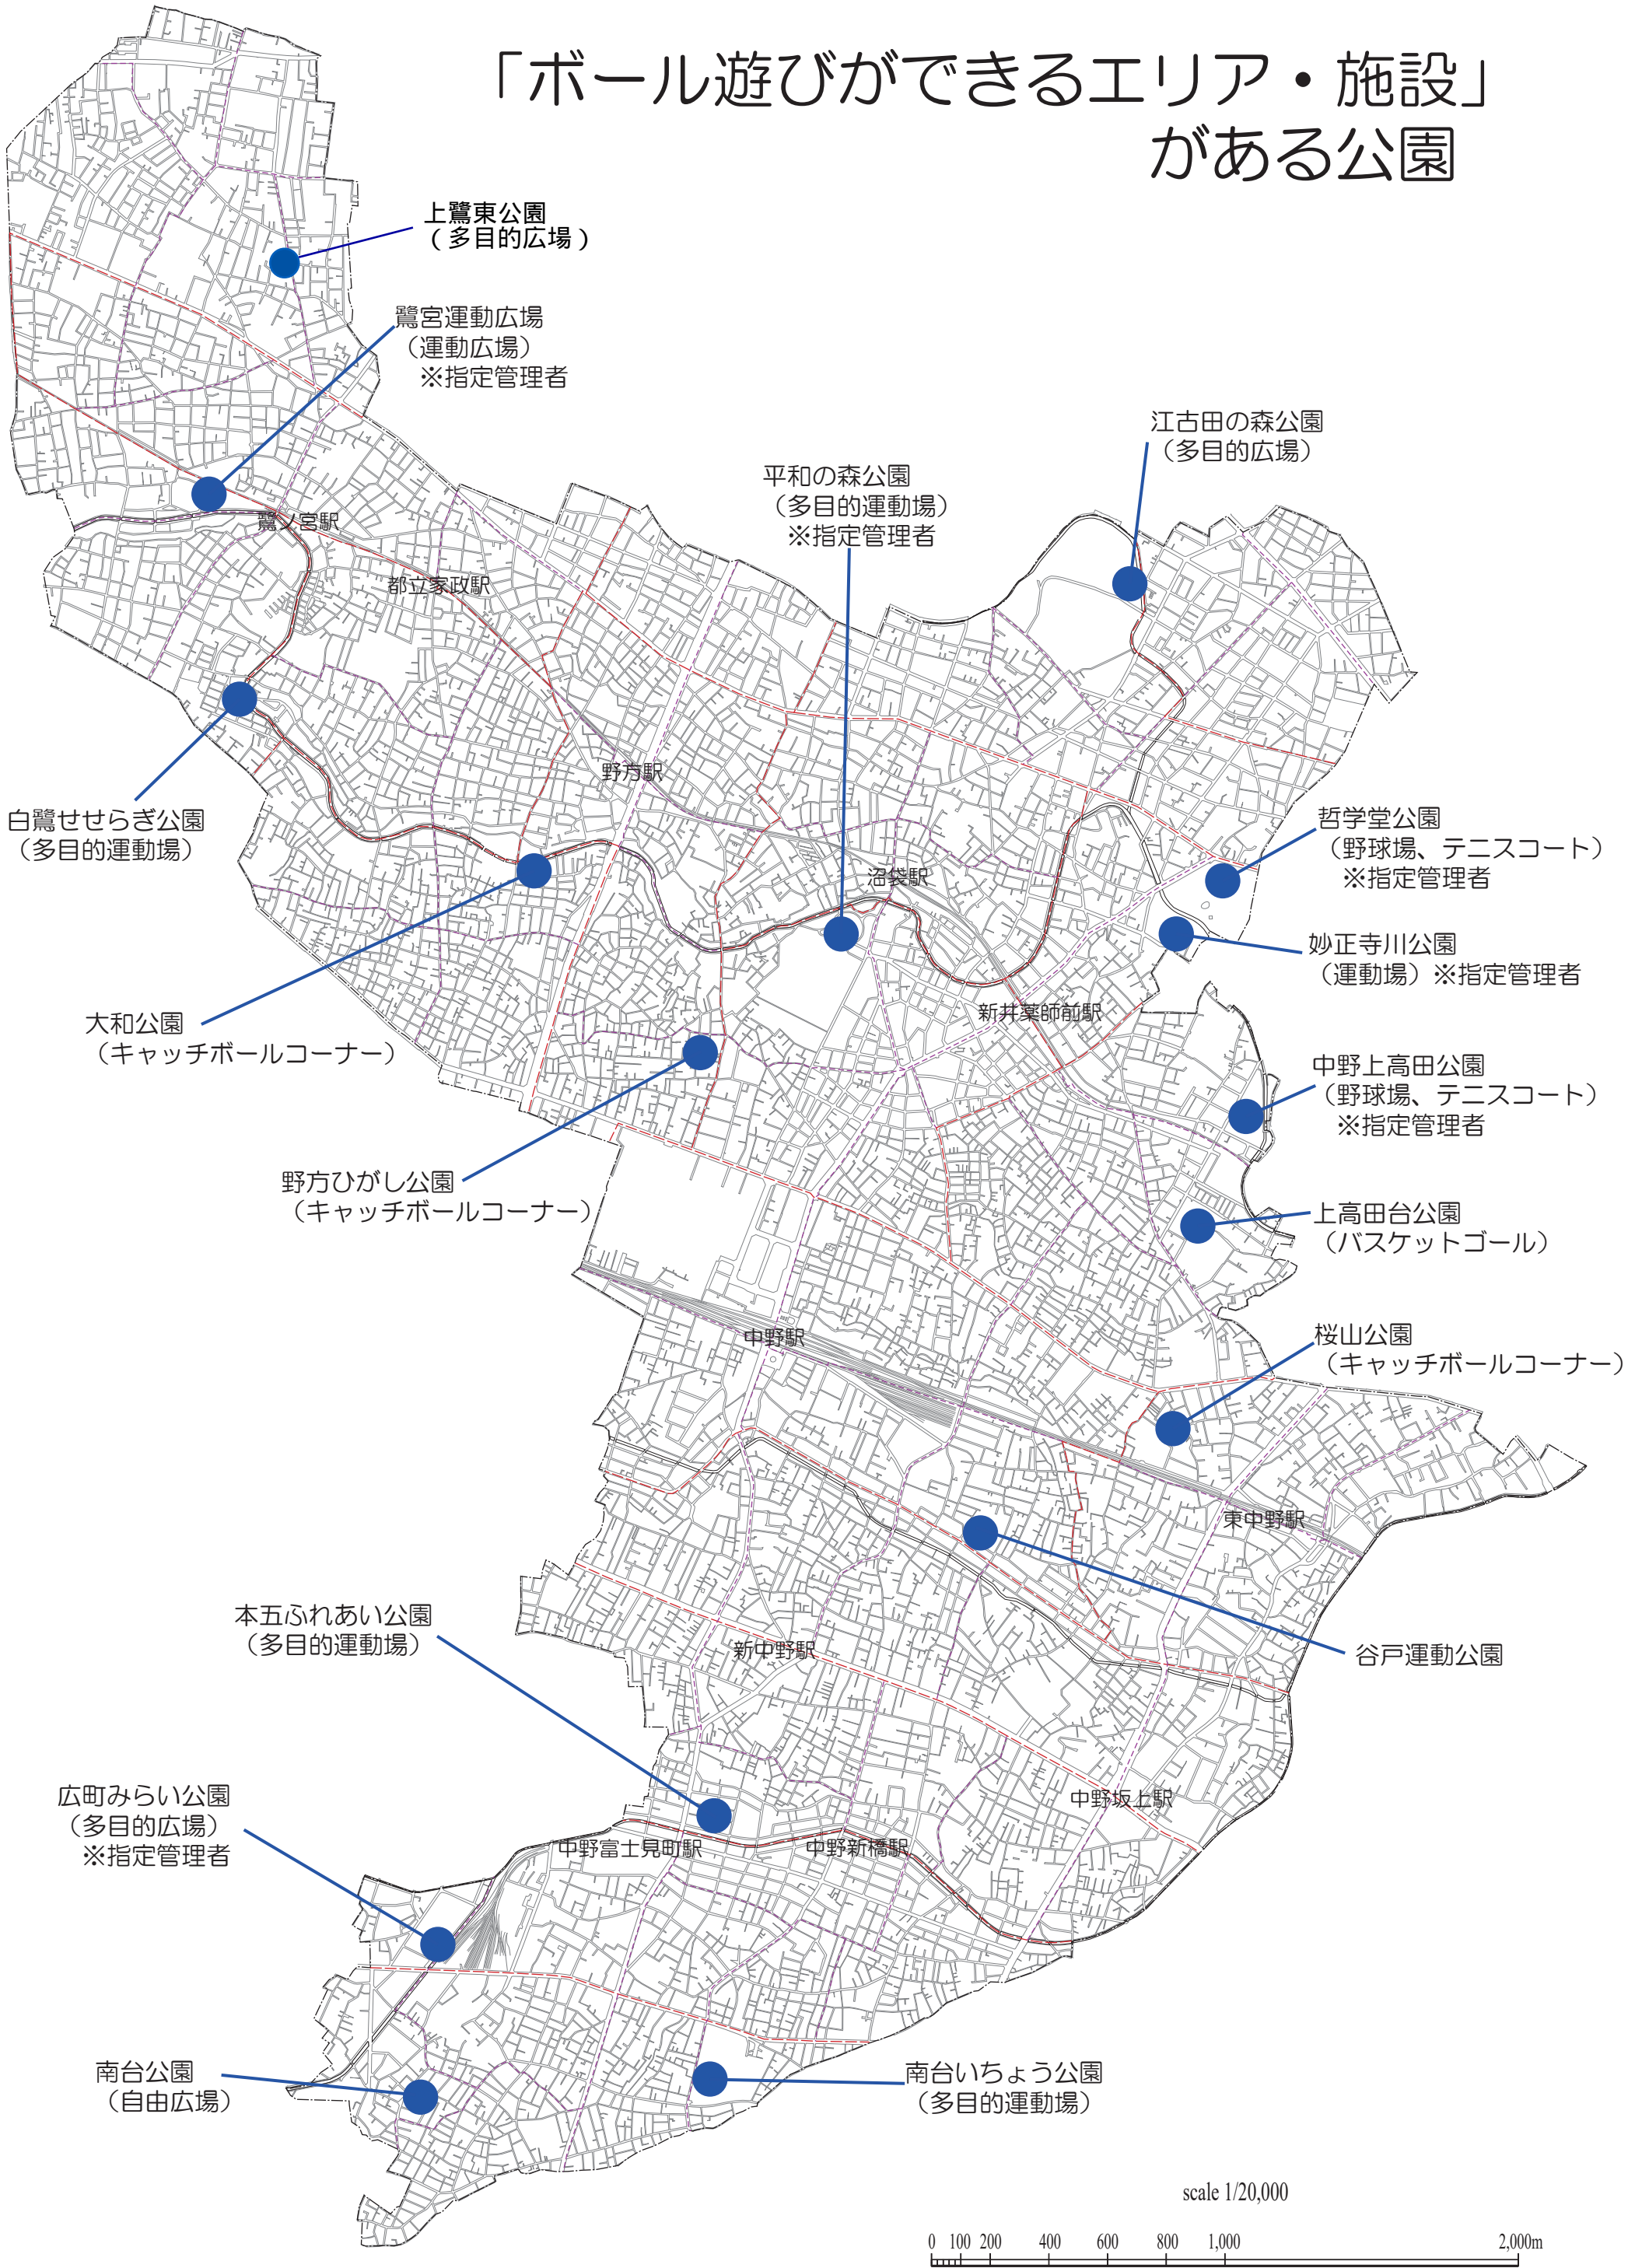 「ボール遊びができるエリア・施設」
がある公園
上鷺東公園
（多目的広場）
鷺宮運動広場
（運動広場）
※指定管理者
江古田の森公園
（多目的広場）
平和の森公園
（多目的運動場）
※指定管理者
鷺ノ宮駅
都立家政駅
野方駅
白鷺せせらぎ公園
（多目的運動場）
哲学堂公園
（野球場、テニスコート）
※指定管理者
沼袋駅
妙正寺川公園
（運動場）※指定管理者
新井薬師前駅
大和公園
（キャッチボールコーナー）
中野上高田公園
（野球場、テニスコート）
※指定管理者
野方ひがし公園
（キャッチボールコーナー）
上高田台公園
（バスケットゴール）
中野駅
桜山公園
（キャッチボールコーナー）
東中野駅
本五ふれあい公園
（多目的運動場）
新中野駅
谷戸運動公園
広町みらい公園
（多目的広場）
※指定管理者
中野坂上駅
中野富士見町駅
中野新橋駅
南台公園
（自由広場）
南台いちょう公園
（多目的運動場）
scale 1/20,000
0 100 200 400 600 800 1,000 2,000m